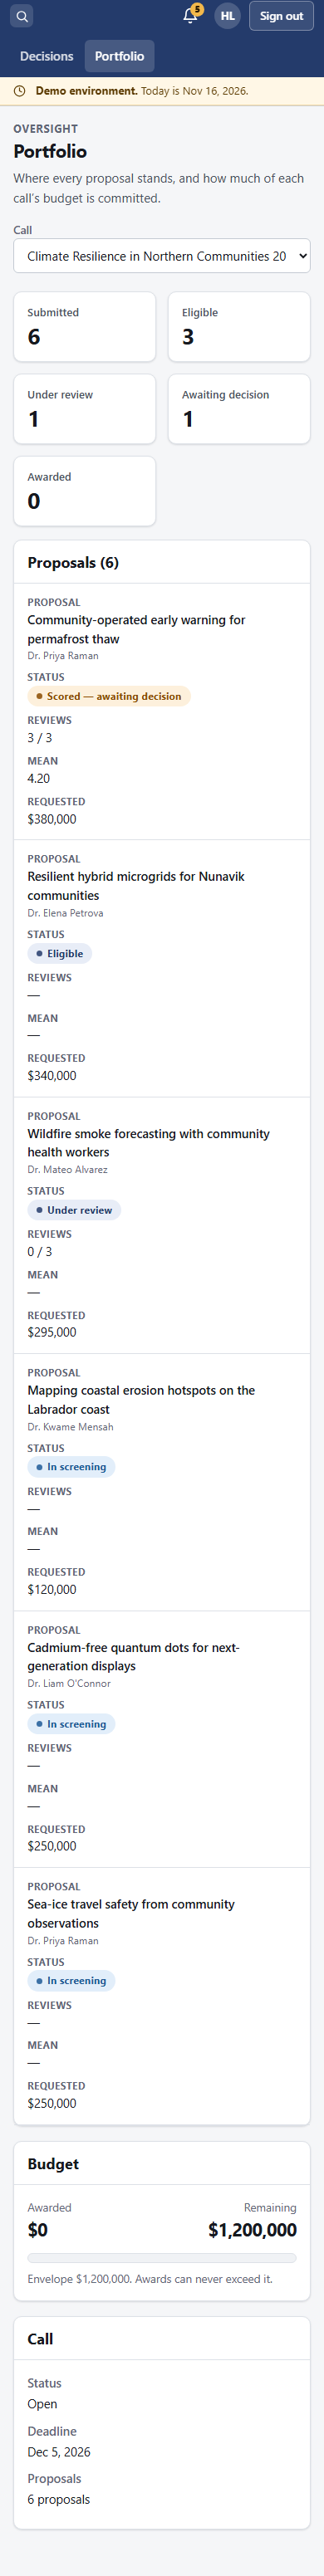 5
HL
Sign out
Decisions
Portfolio
Demo environment. Today is Nov 16, 2026.
OVERSIGHT
Portfolio
Where every proposal stands, and how much of each
call's budget is committed.
Call
Climate Resilience in Northern Communities 20
Submitted
6
Eligible
3
Under review
1
Awaiting decision
1
Awarded
0
Proposals (6)
PROPOSAL
Community-operated early warning for
permafrost thaw
Dr. Priya Raman
STATUS
Scored — awaiting decision
REVIEWS
3 / 3
MEAN
4.20
REQUESTED
$380,000
PROPOSAL
Resilient hybrid microgrids for Nunavik
communities
Dr. Elena Petrova
STATUS
Eligible
REVIEWS
—
MEAN
—
REQUESTED
$340,000
PROPOSAL
Wildfire smoke forecasting with community
health workers
Dr. Mateo Alvarez
STATUS
Under review
REVIEWS
0 / 3
MEAN
—
REQUESTED
$295,000
PROPOSAL
Mapping coastal erosion hotspots on the
Labrador coast
Dr. Kwame Mensah
STATUS
In screening
REVIEWS
—
MEAN
—
REQUESTED
$120,000
PROPOSAL
Cadmium-free quantum dots for next-
generation displays
Dr. Liam O'Connor
STATUS
In screening
REVIEWS
—
MEAN
—
REQUESTED
$250,000
PROPOSAL
Sea-ice travel safety from community
observations
Dr. Priya Raman
STATUS
In screening
REVIEWS
—
MEAN
—
REQUESTED
$250,000
Budget
Awarded
Remaining
$0
$1,200,000
Envelope $1,200,000. Awards can never exceed it.
Call
Status
Open
Deadline
Dec 5, 2026
Proposals
6 proposals